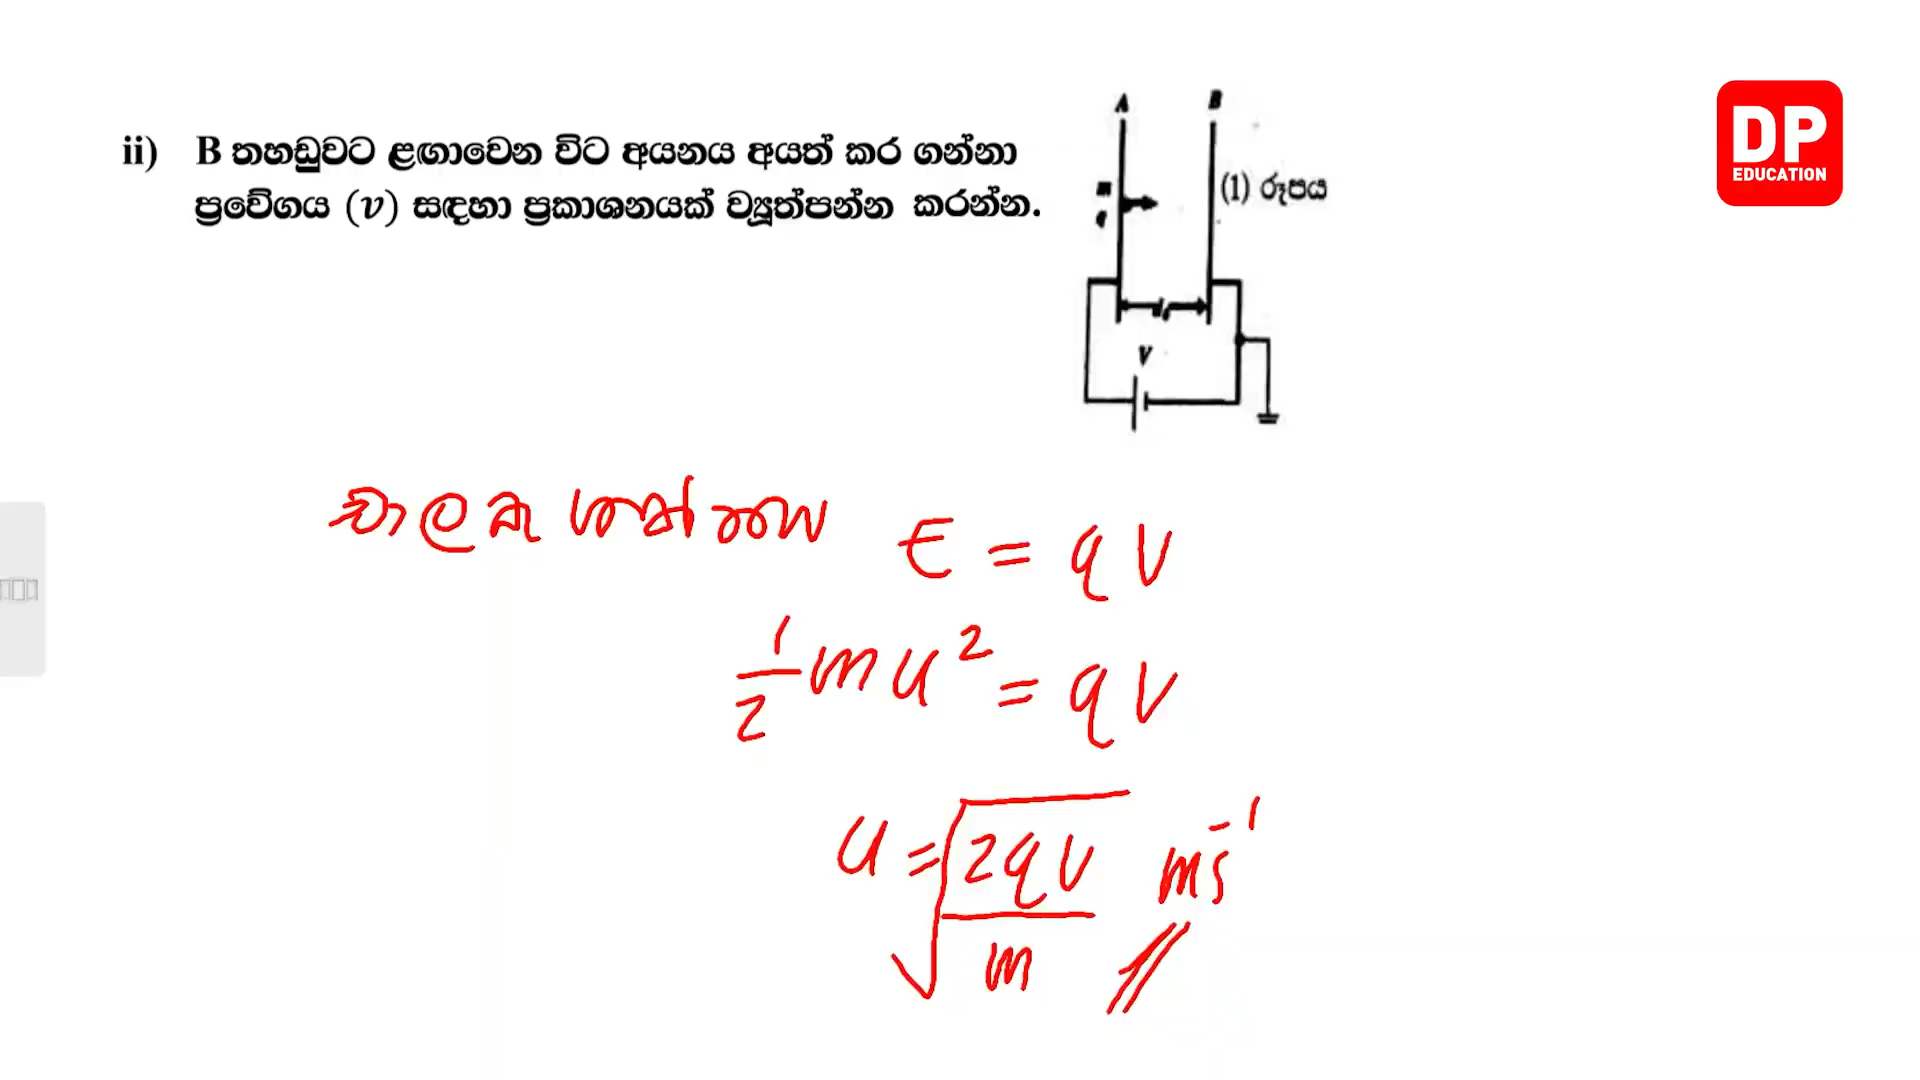 ii) B තහඩුවට ළඟාවෙන විට අයනය අයත් කර ගන්නා
ප්‍රවේගය (v) සඳහා ප්‍රකාශනයක් ව්‍යුත්පන්න කරන්න.
A B
m
q
(1) රූපය
V
DP
EDUCATION
චාලක ශක්තිය E = qV
1/2 mu² = qV
u = √(2qV/m) ms⁻¹